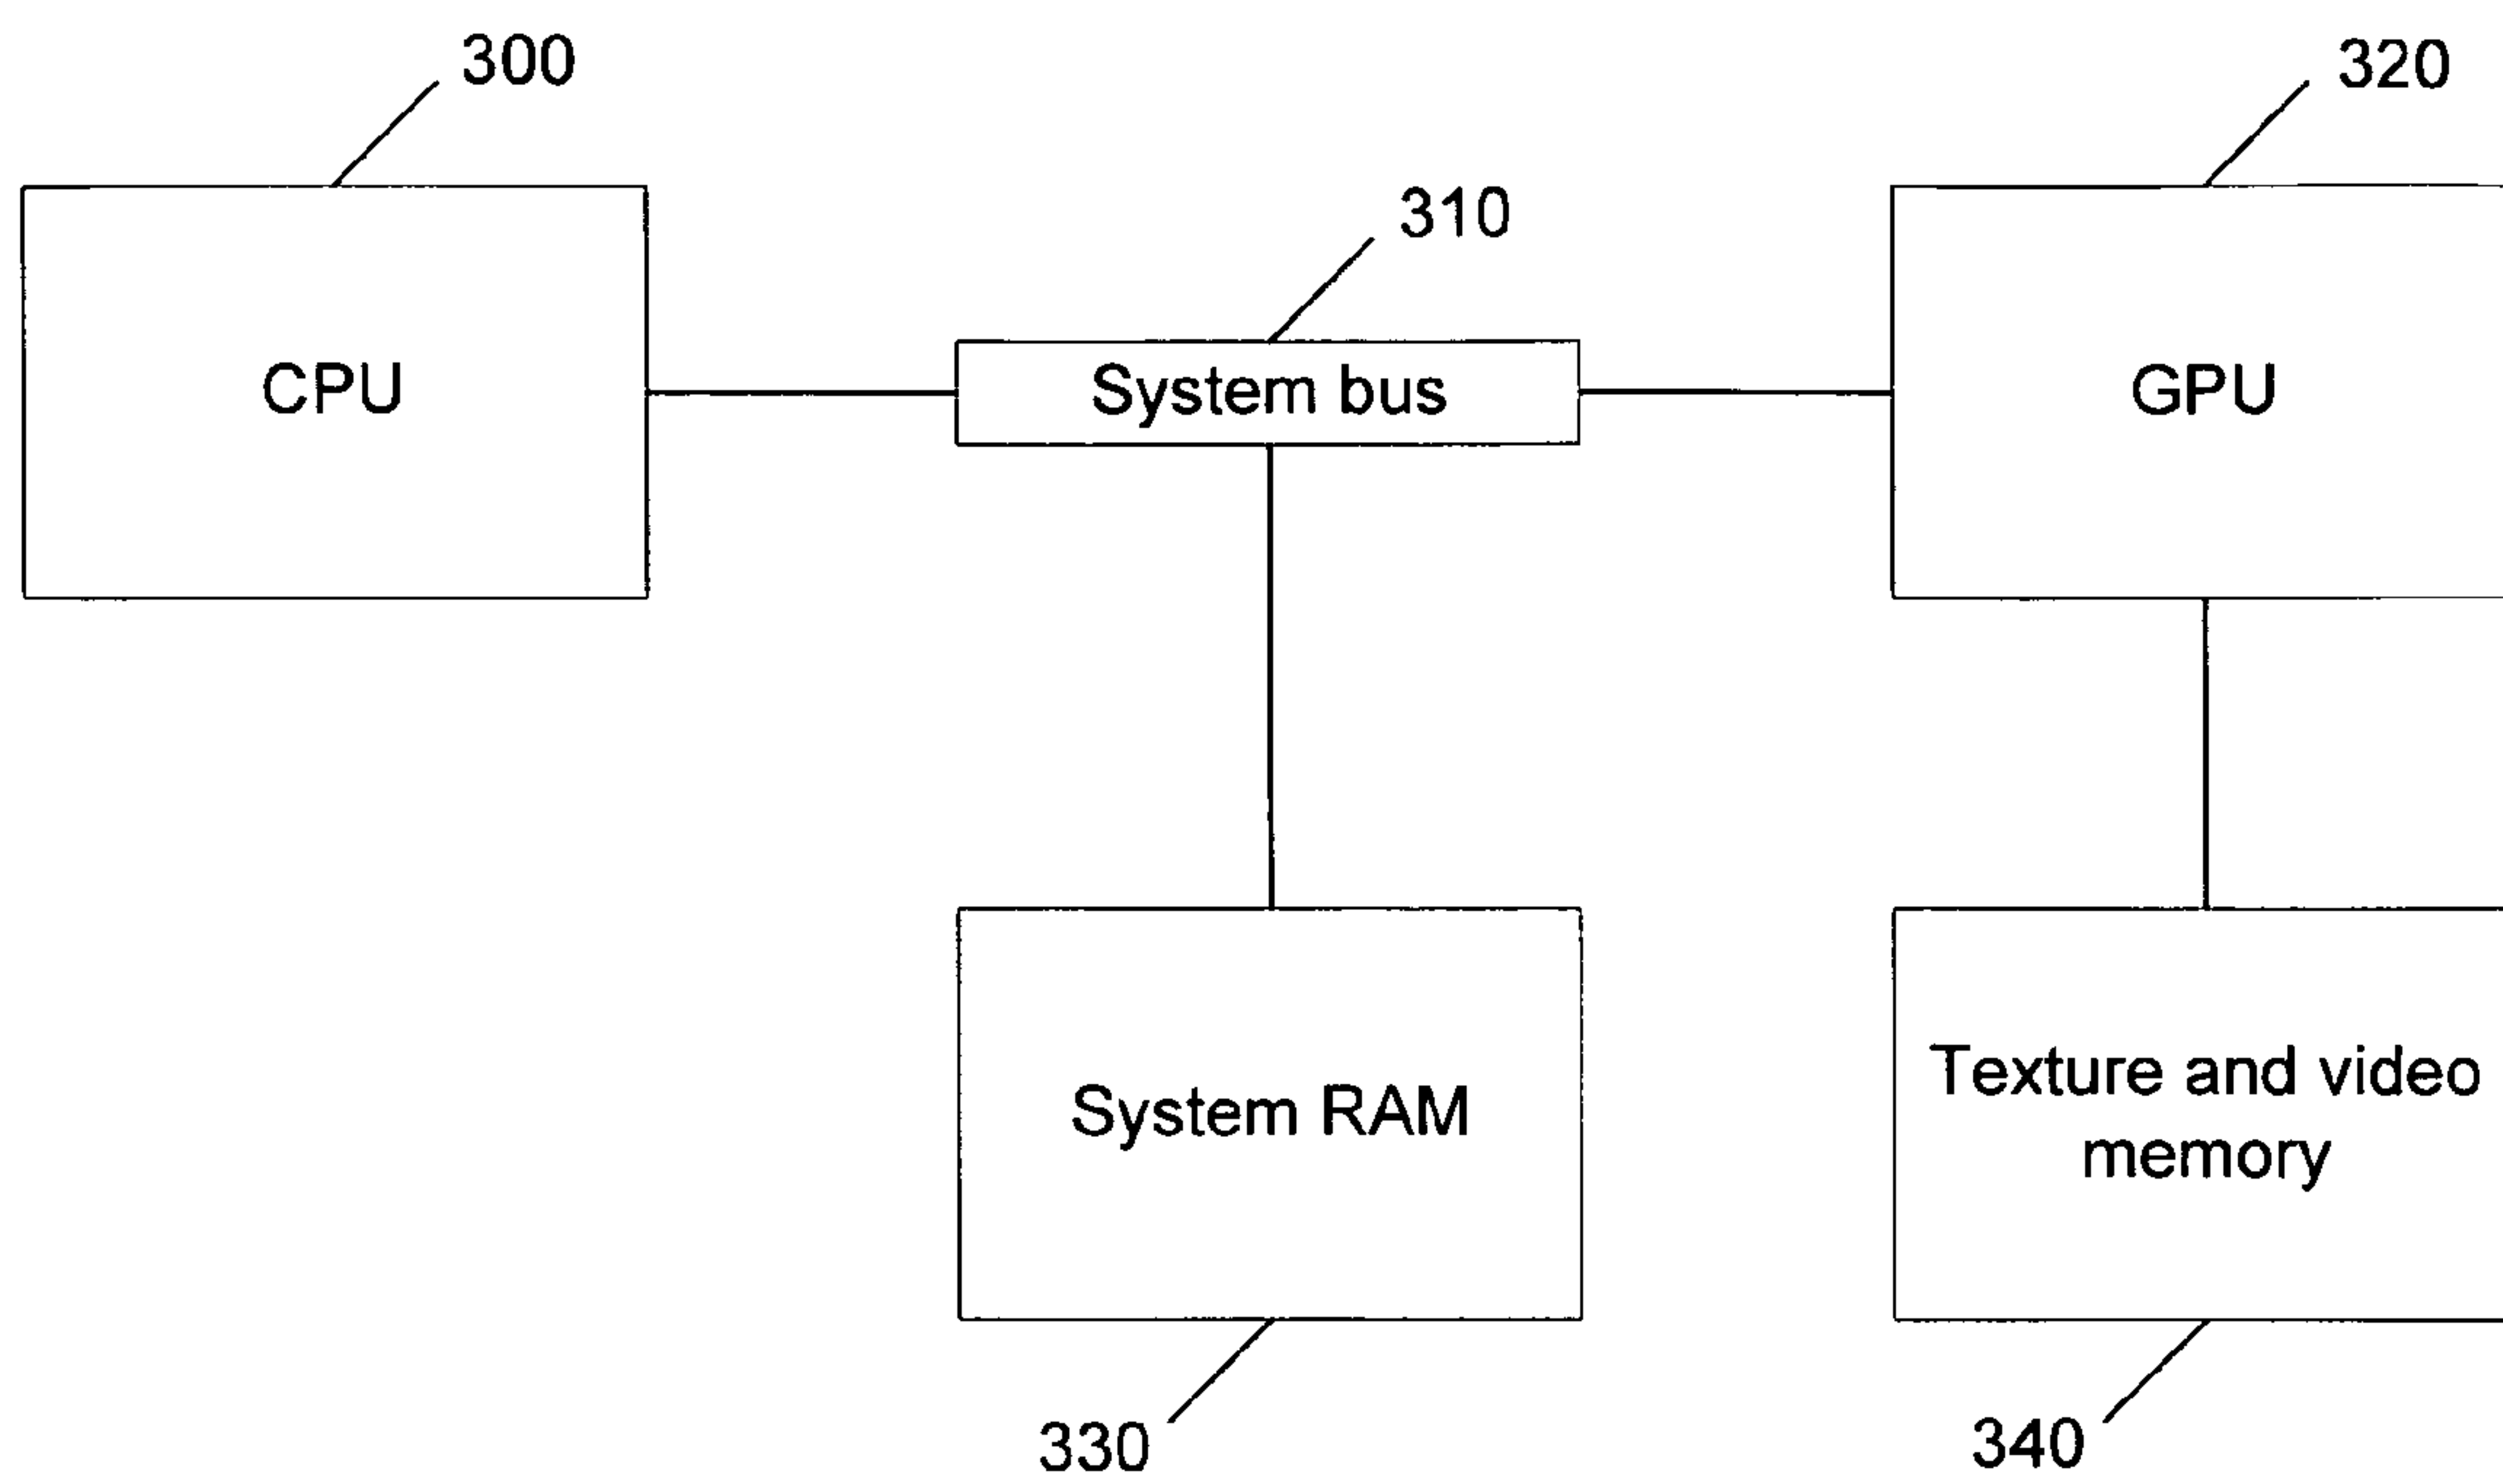 300
320
310
CPU
System bus
GPU
System RAM
Texture and video
memory
330
340